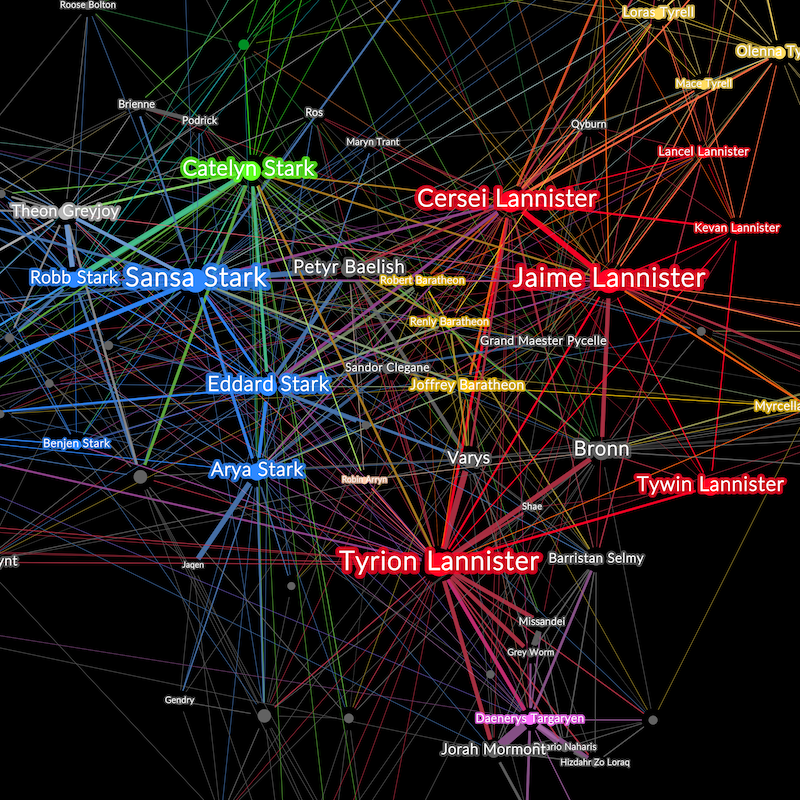 Roose Bolton
Loras Tyrell
Olenna Ty
Mace Tyrell
Brienne
Podrick
Ros
Qyburn
Maryn Trant
Lancel Lannister
Catelyn Stark
Cersei Lannister
Theon Greyjoy
Kevan Lannister
Robb Stark
Sansa Stark
Petyr Baelish
Robert Baratheon
Jaime Lannister
Renly Baratheon
Grand Maester Pycelle
Sandor Clegane
Eddard Stark
Joffrey Baratheon
Myrcella
Benjen Stark
Varys
Bronn
Arya Stark
Robin Arryn
Tywin Lannister
Shae
ynt
Jaqen
Tyrion Lannister
Barristan Selmy
Missandei
Grey Worm
Gendry
Daenerys Targaryen
Jorah Mormont
ario Naharis
Hizdahr Zo Loraq